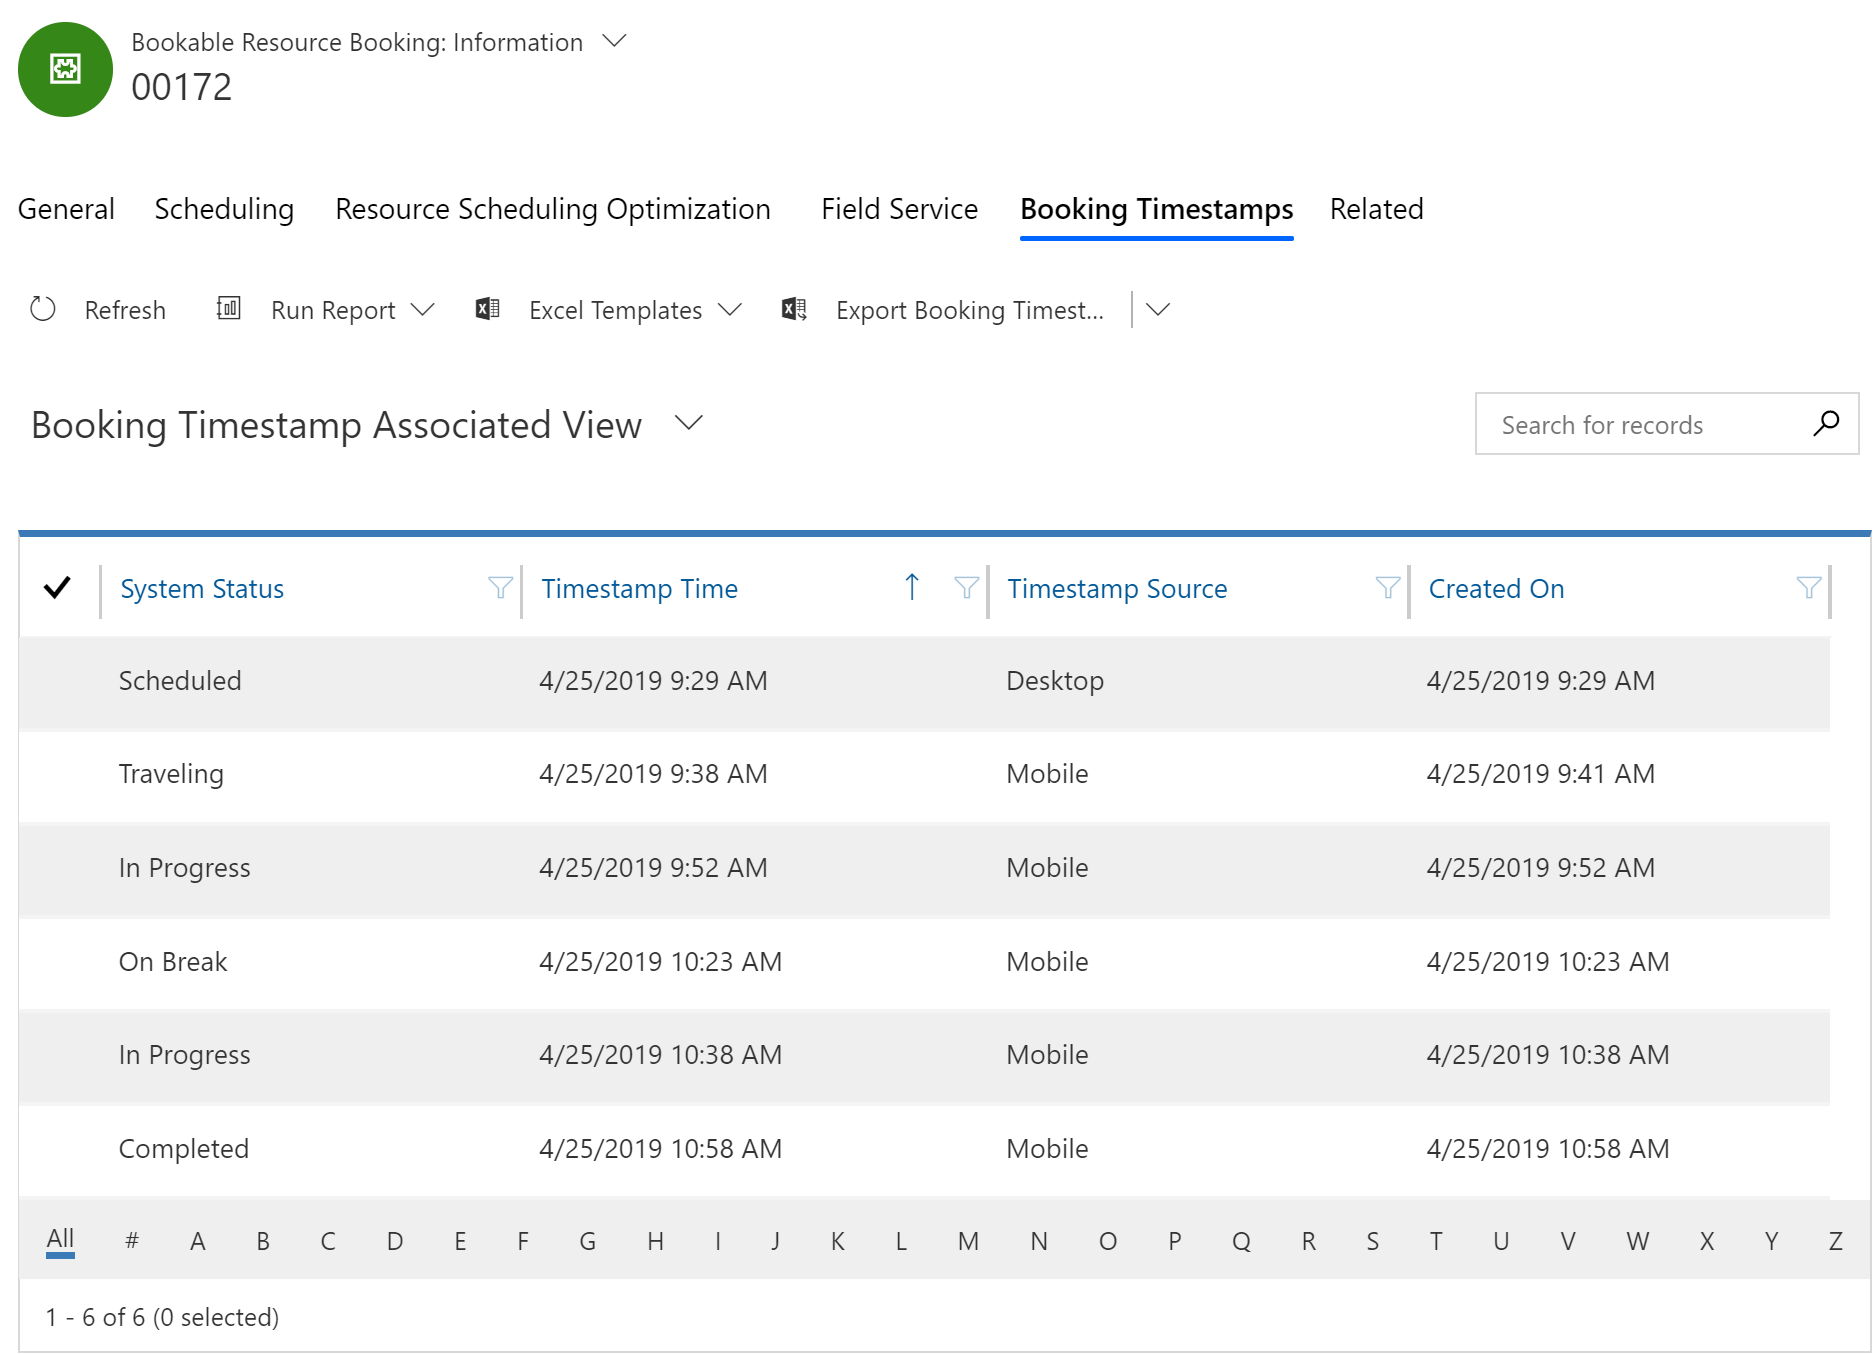 Bookable Resource Booking: Information
00172
General Scheduling Resource Scheduling Optimization Field Service Booking Timestamps Related
Refresh Run Report Excel Templates Export Booking Timest...
Booking Timestamp Associated View
Search for records
System Status Timestamp Time Timestamp Source Created On
Scheduled 4/25/2019 9:29 AM Desktop 4/25/2019 9:29 AM
Traveling 4/25/2019 9:38 AM Mobile 4/25/2019 9:41 AM
In Progress 4/25/2019 9:52 AM Mobile 4/25/2019 9:52 AM
On Break 4/25/2019 10:23 AM Mobile 4/25/2019 10:23 AM
In Progress 4/25/2019 10:38 AM Mobile 4/25/2019 10:38 AM
Completed 4/25/2019 10:58 AM Mobile 4/25/2019 10:58 AM
All # A B C D E F G H I J K L M N O P Q R S T U V W X Y Z
1 - 6 of 6 (0 selected)